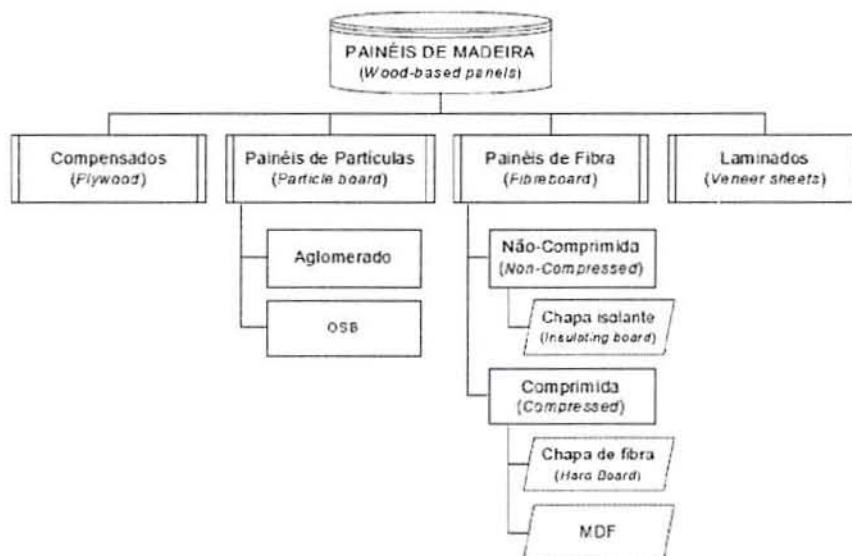 PAINÉIS DE MADEIRA
(Wood-based panels)
Compensados
(Plywood)
Painéis de Partículas
(Particle board)
Painéis de Fibra
(Fibreboard)
Laminados
(Veneer sheets)
Aglomerado
OSB
Não-Comprimida
(Non-Compressed)
Chapa isolante
(Insulating board)
Comprimida
(Compressed)
Chapa de fibra
(Hard Board)
MDF